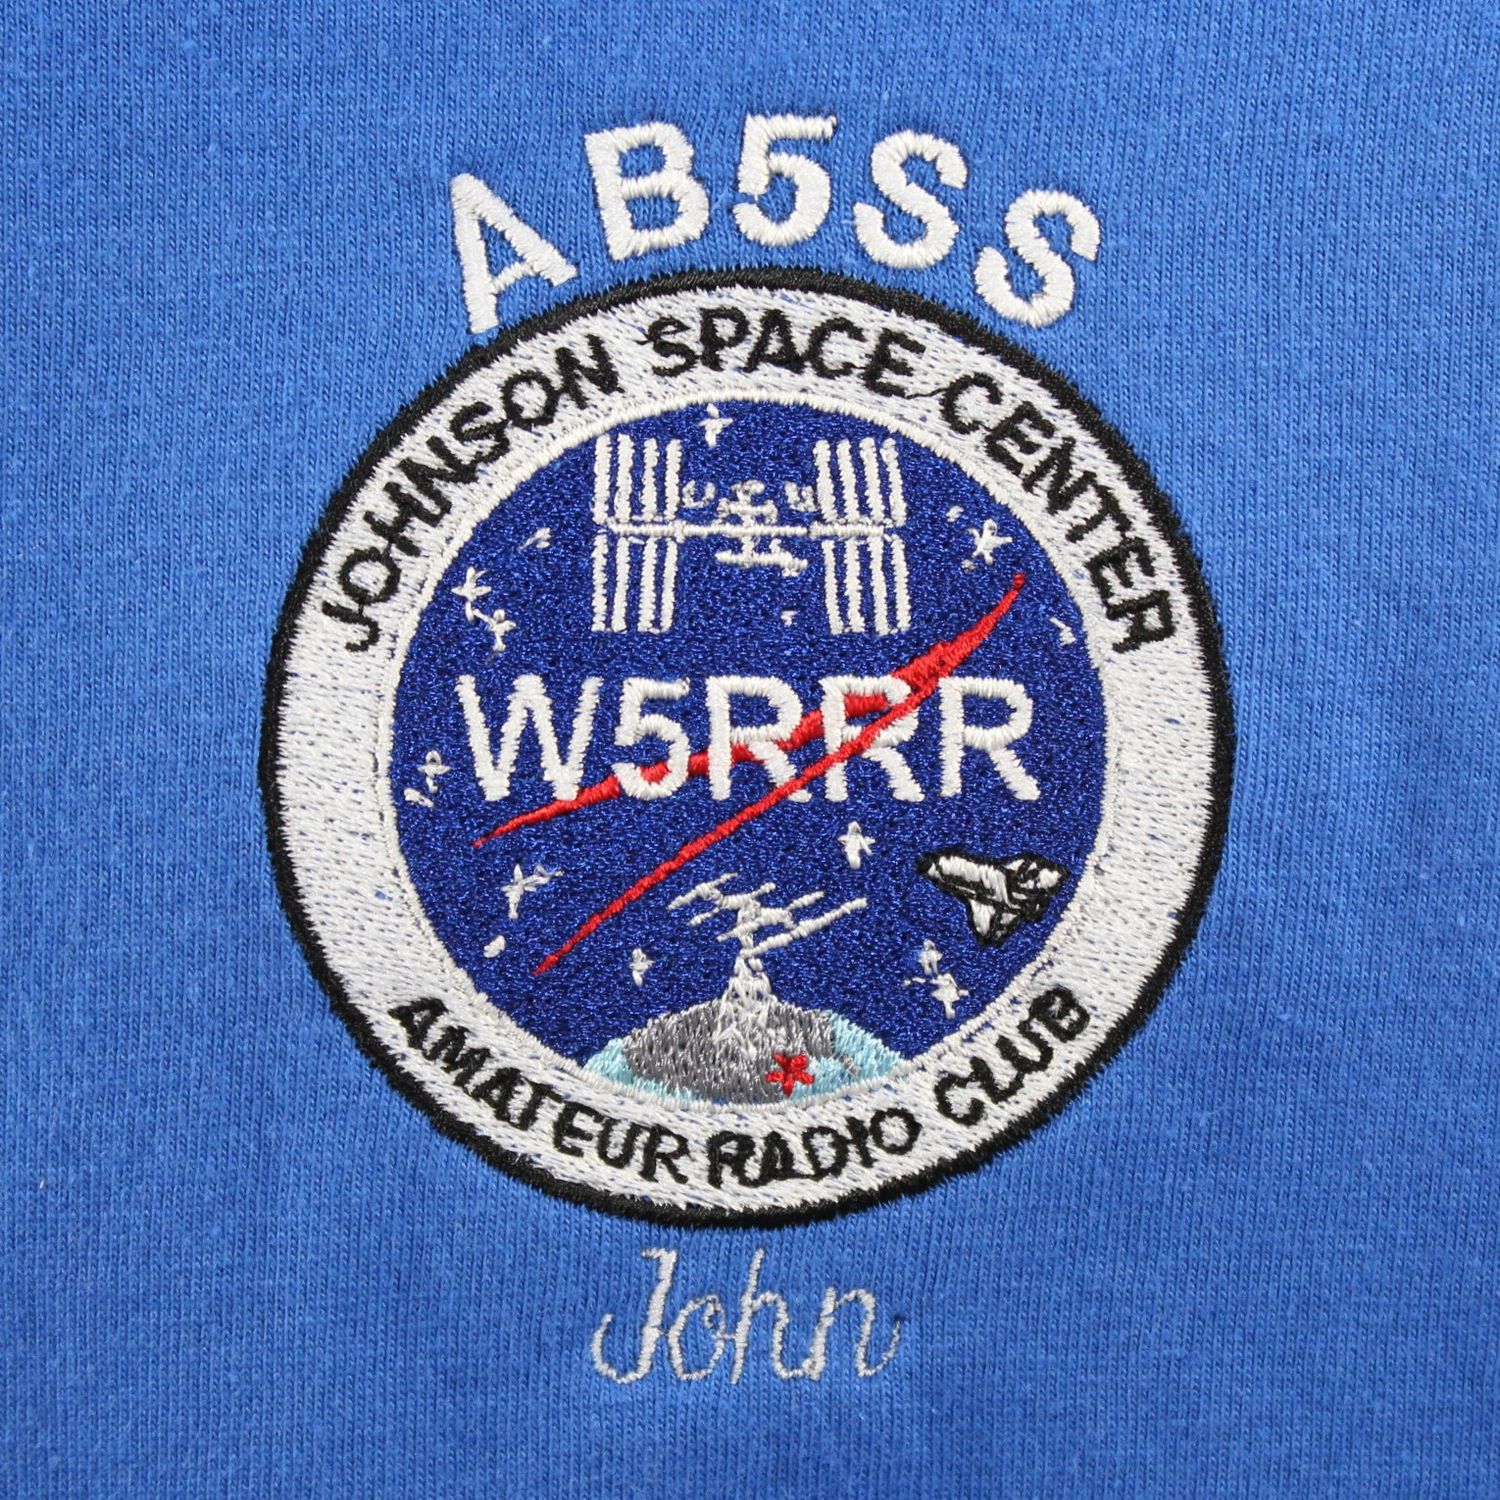 AB5SS
JOHNSON SPACE CENTER
W5RRR
AMATEUR RADIO CLUB
John